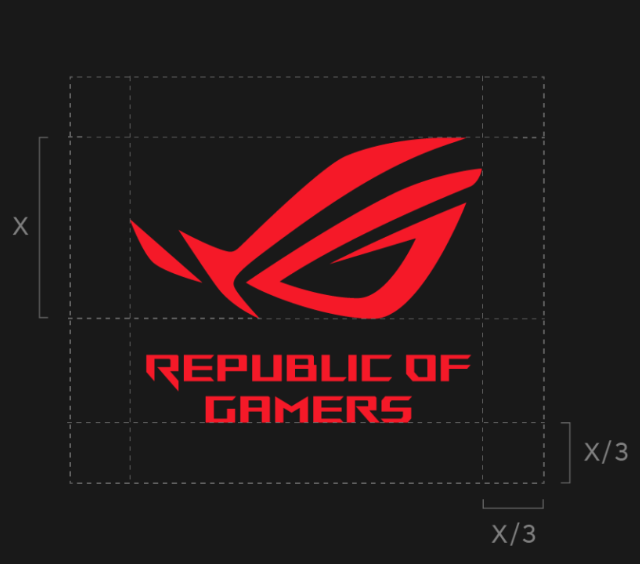 X
REPUBLIC OF
GAMERS
X/3
X/3